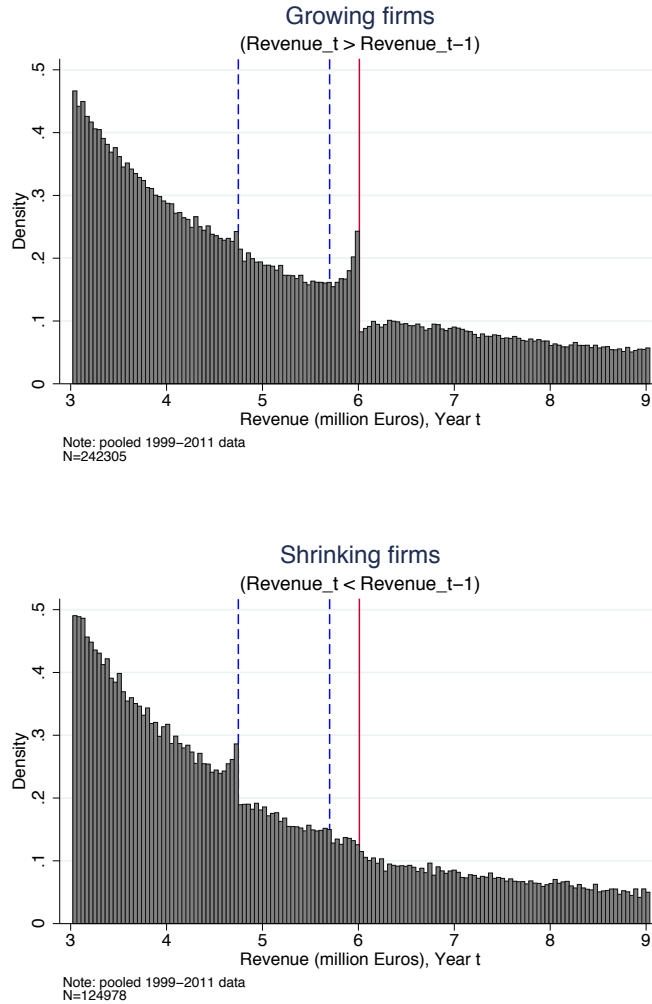 Growing firms
(Revenue_t > Revenue_t−1)
.5
.4
.3
.2
.1
0
Density
3 4 5 6 7 8 9
Revenue (million Euros), Year t
Note: pooled 1999−2011 data
N=242305
Shrinking firms
(Revenue_t < Revenue_t−1)
.5
.4
.3
.2
.1
0
Density
3 4 5 6 7 8 9
Revenue (million Euros), Year t
Note: pooled 1999−2011 data
N=124978